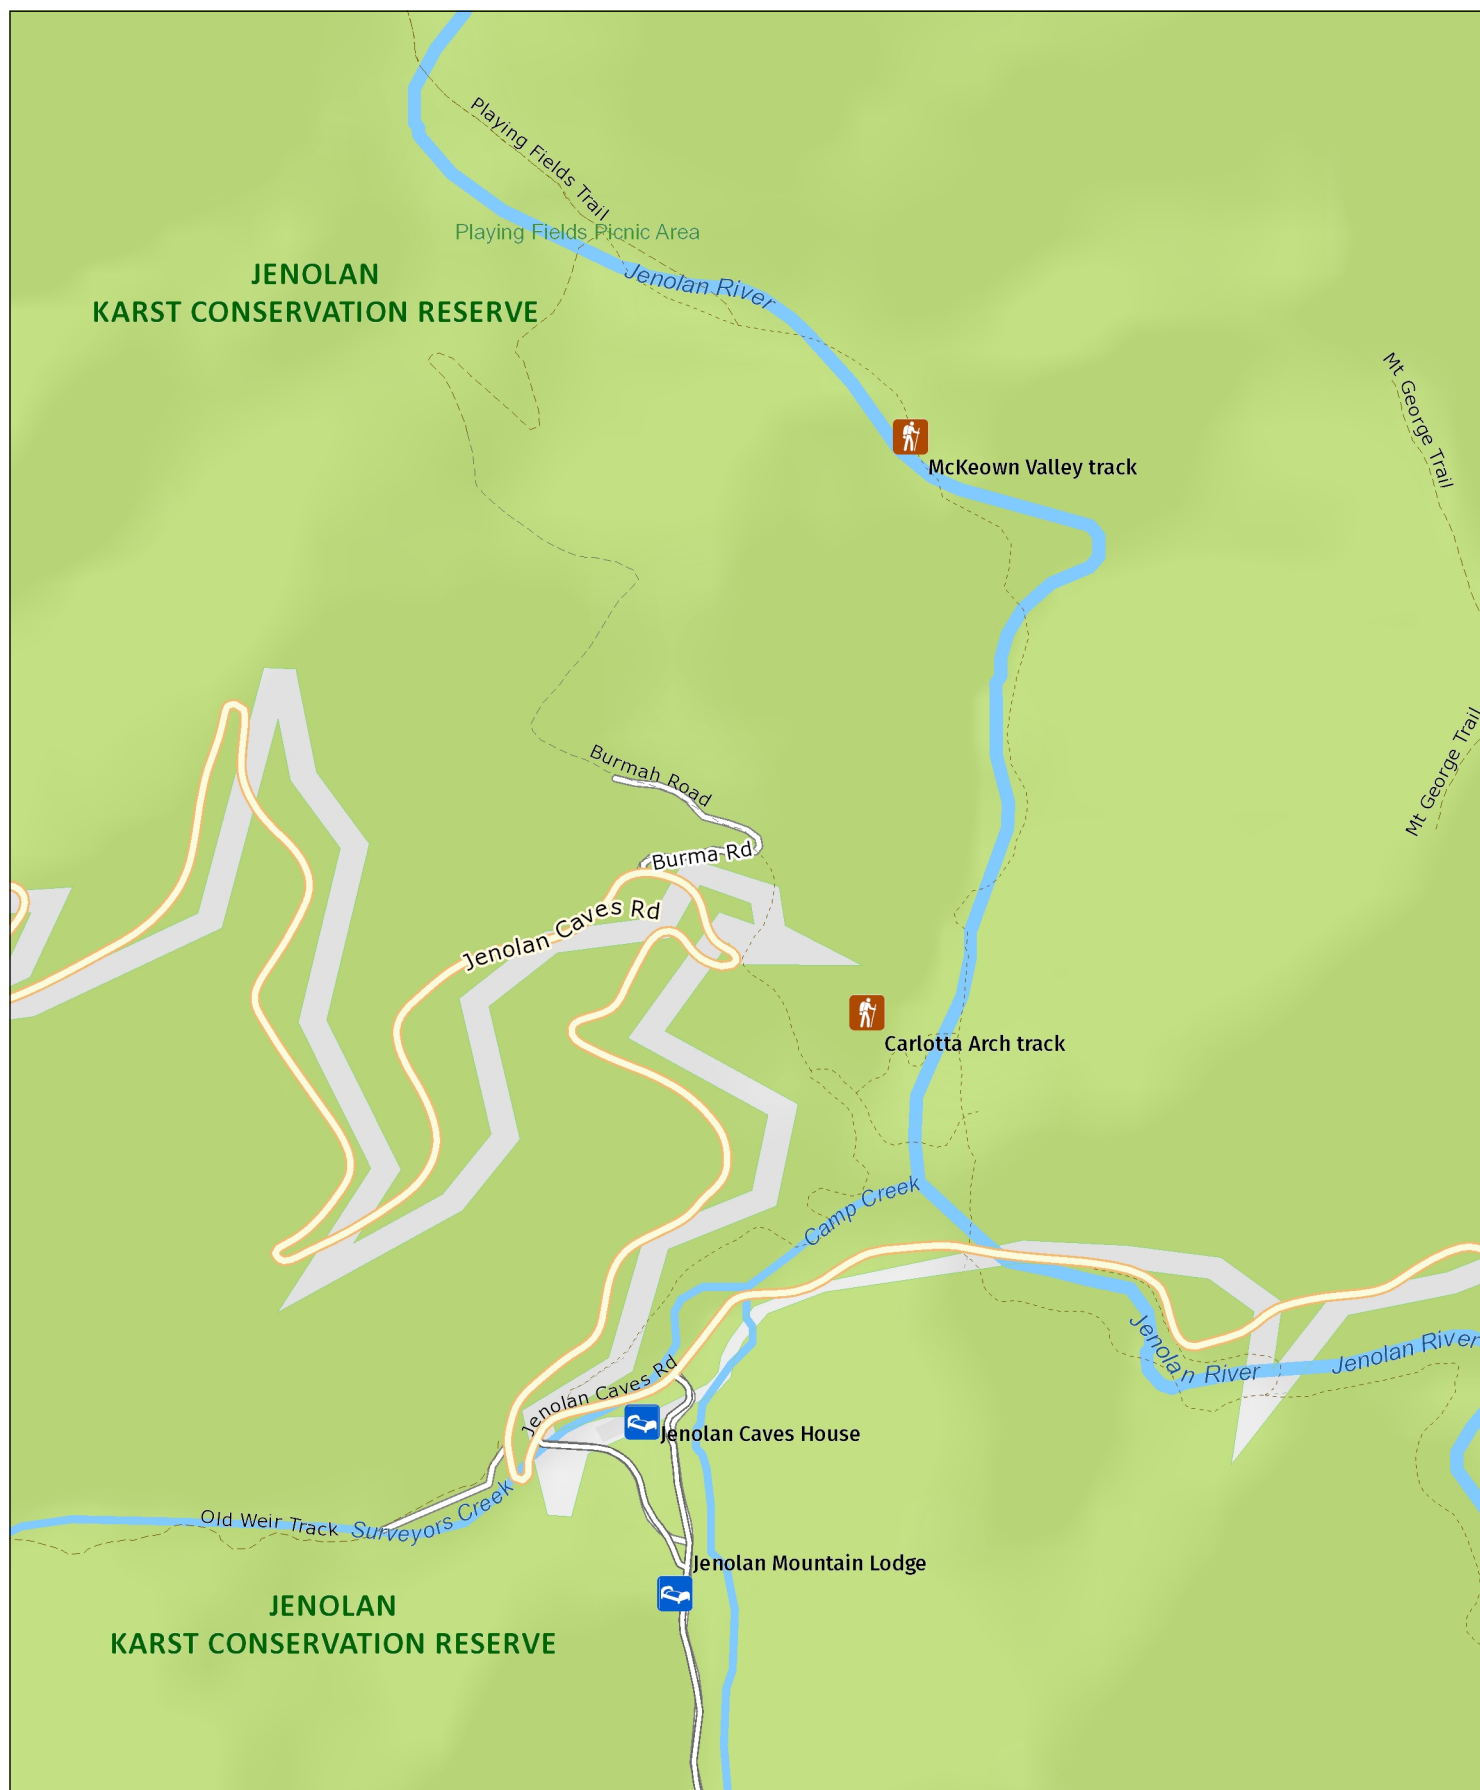 Playing Fields Trail
Playing Fields Picnic Area
JENOLAN
KARST CONSERVATION RESERVE
Jenolan River
Mt George Trail
McKeown Valley track
Mt George Trail
Burmah Road
Burma Rd
Jenolan Caves Rd
Carlotta Arch track
Camp Creek
Jenolan River
Jenolan River
Jenolan Caves Rd
Jenolan Caves House
Old Weir Track
Surveyors Creek
Jenolan Mountain Lodge
JENOLAN
KARST CONSERVATION RESERVE